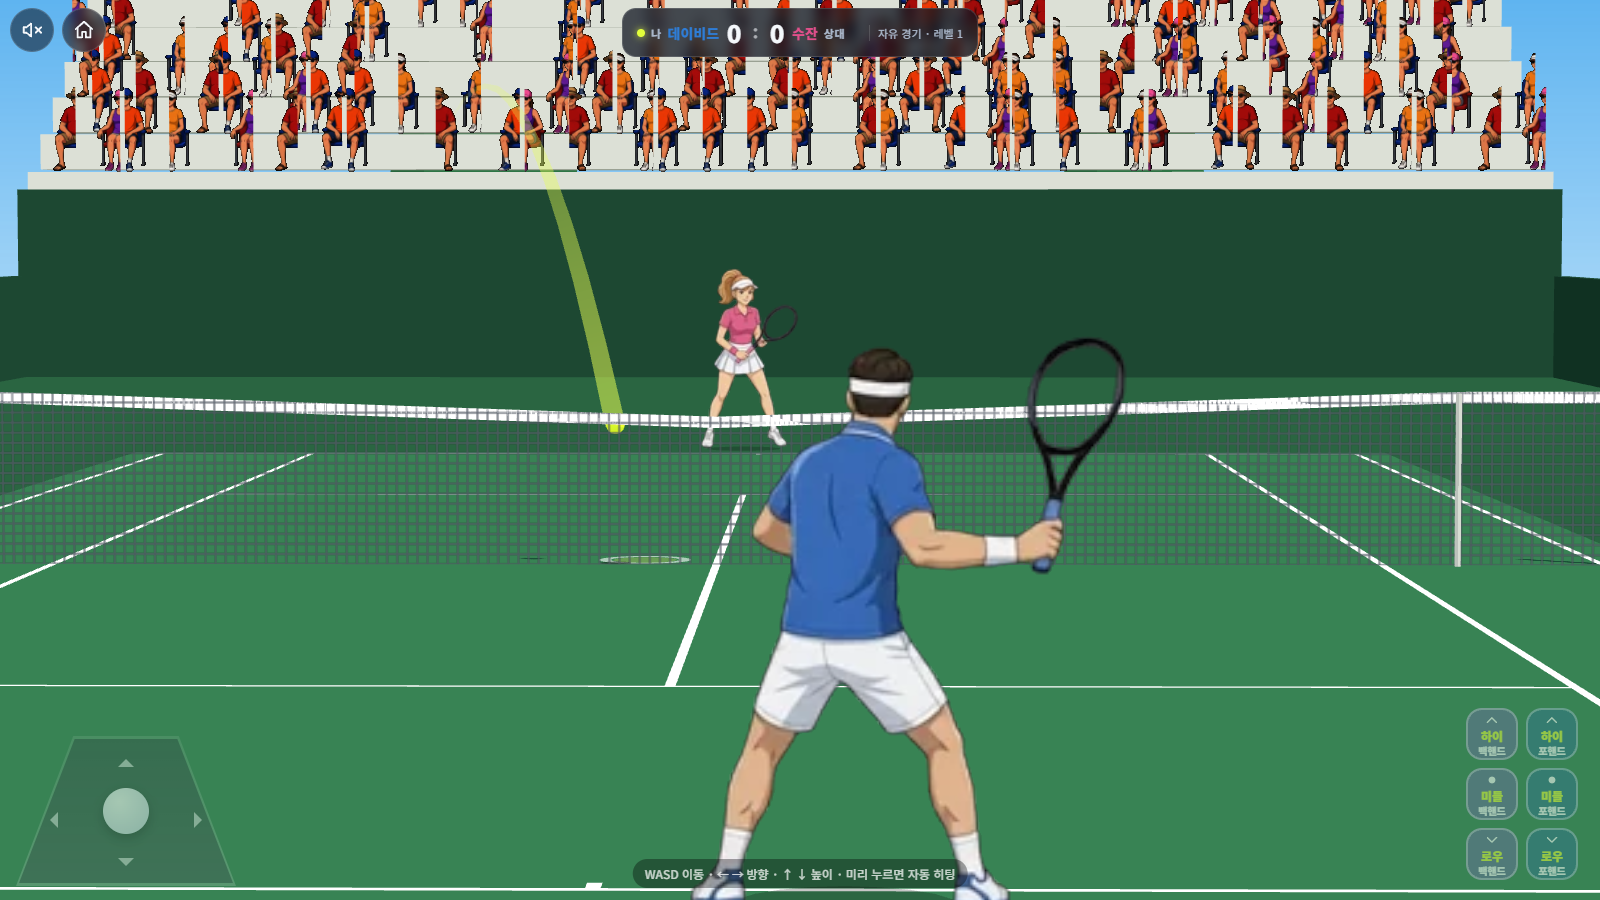 나 데이비드 0 : 0 수잔 상대 자유 경기 · 레벨 1
하이 백핸드
하이 포핸드
미들 백핸드
미들 포핸드
로우 백핸드
로우 포핸드
WASD 이동 · ← → 방향 · ↑ ↓ 높이 · 미리 누르면 자동 히팅